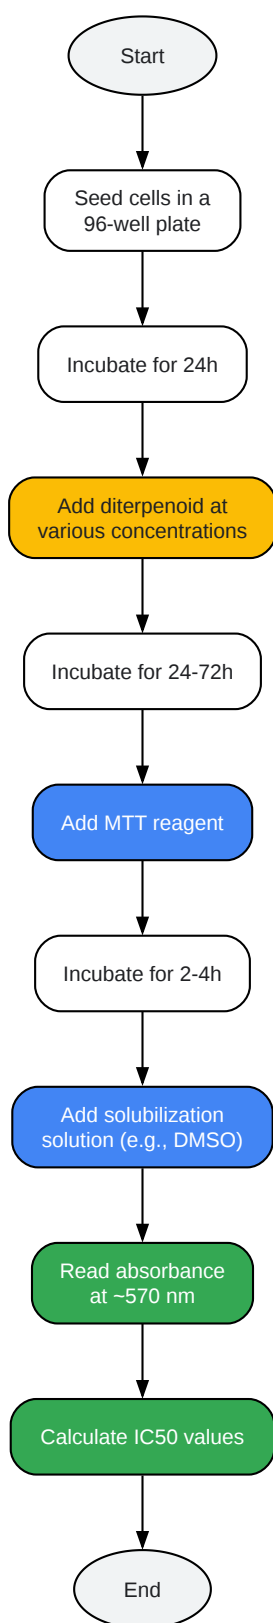 Start
Seed cells in a
96-well plate
Incubate for 24h
Add diterpenoid at
various concentrations
Incubate for 24-72h
Add MTT reagent
Incubate for 2-4h
Add solubilization
solution (e.g., DMSO)
Read absorbance
at ~570 nm
Calculate IC50 values
End